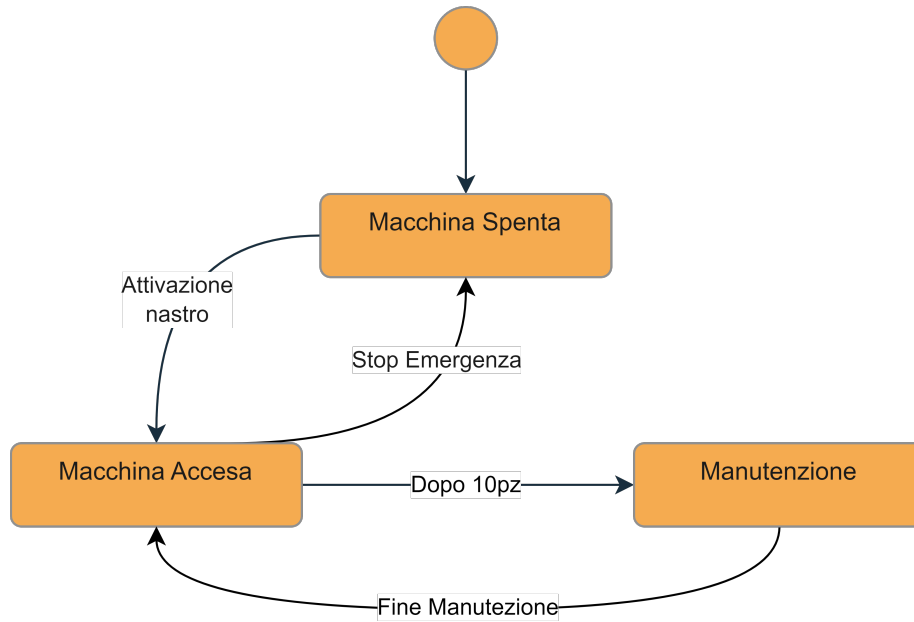 Macchina Spenta
Attivazione
nastro
Stop Emergenza
Macchina Accesa
Dopo 10pz
Manutenzione
Fine Manutezione